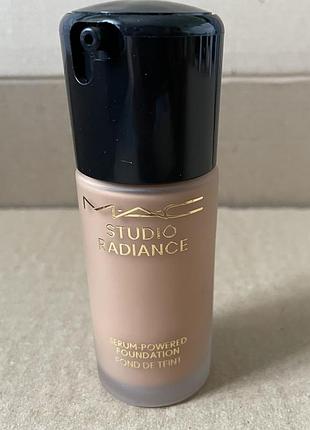 MAC
STUDIO
RADIANCE
SERUM-POWERED
FOUNDATION
FOND DE TEINT